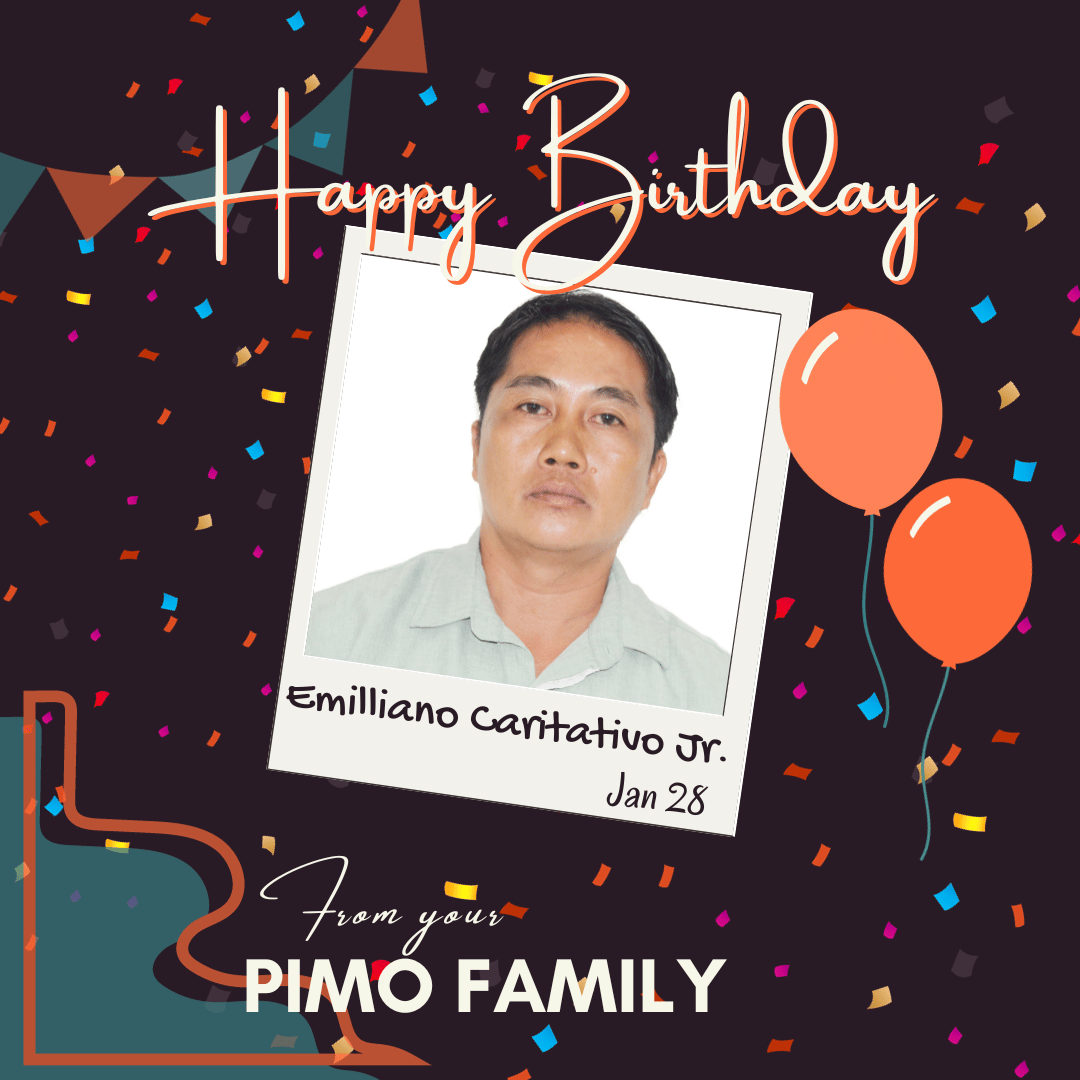 Happy Birthday
Emilliano Caritativo Jr.
Jan 28
From your
PIMO FAMILY